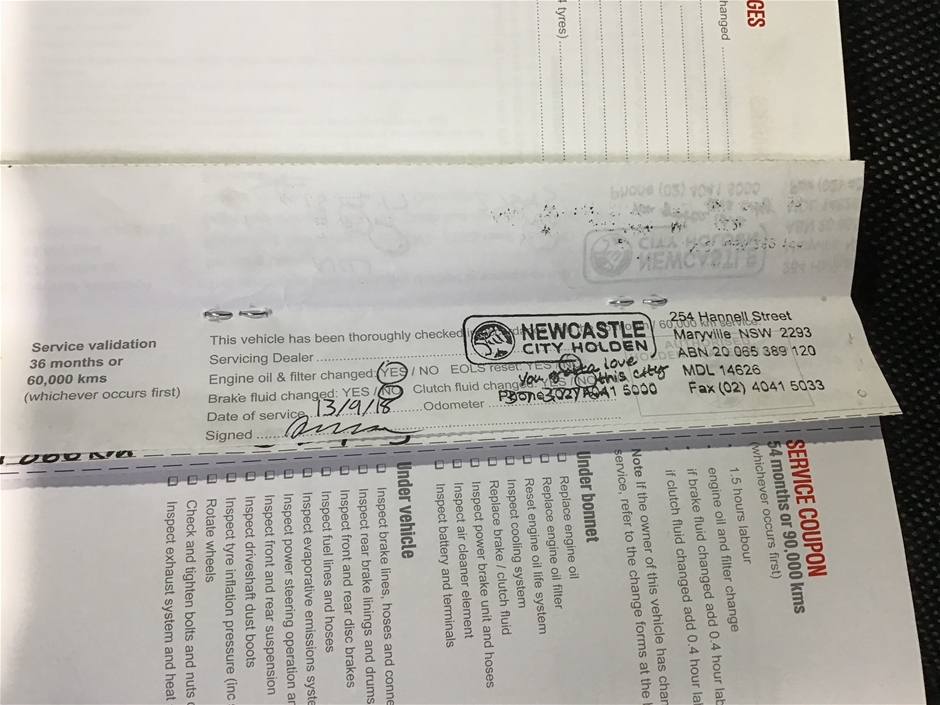 GES
hanged
4 tyres)
Service validation
36 months or
60,000 kms
(whichever occurs first)
This vehicle has been thoroughly checked
60,000 km service.
Servicing Dealer
Engine oil & filter changed: YES / NO EOLS reset: YES / NO
Brake fluid changed: YES / NO Clutch fluid changed: YES / NO
Date of service 13/9/18 Odometer
Signed
NEWCASTLE
CITY HOLDEN
You gotta love
this city
Phone (02) 4041 5000
254 Hannell Street
Maryville NSW 2293
ABN 20 065 389 120
MDL 14626
Fax (02) 4041 5033
SERVICE COUPON
54 months or 90,000 kms
(whichever occurs first)
1.5 hours labour
engine oil and filter change
if brake fluid changed add 0.4 hour lab
if clutch fluid changed add 0.4 hour la
Note If the owner of this vehicle has chan
service, refer to the change forms at the
Under bonnet
Replace engine oil
Replace engine oil filter
Reset engine oil life system
Inspect cooling system
Replace brake / clutch fluid
Inspect power brake unit and hoses
Inspect air cleaner element
Inspect battery and terminals
Under vehicle
Inspect brake lines, hoses and conne
Inspect rear brake linings and drums
Inspect front and rear disc brakes
Inspect fuel lines and hoses
Inspect evaporative emissions syste
Inspect power steering operation an
Inspect front and rear suspension
Inspect driveshaft dust boots
Inspect tyre inflation pressure (inc
Rotate wheels
Check and tighten bolts and nuts
Inspect exhaust system and heat